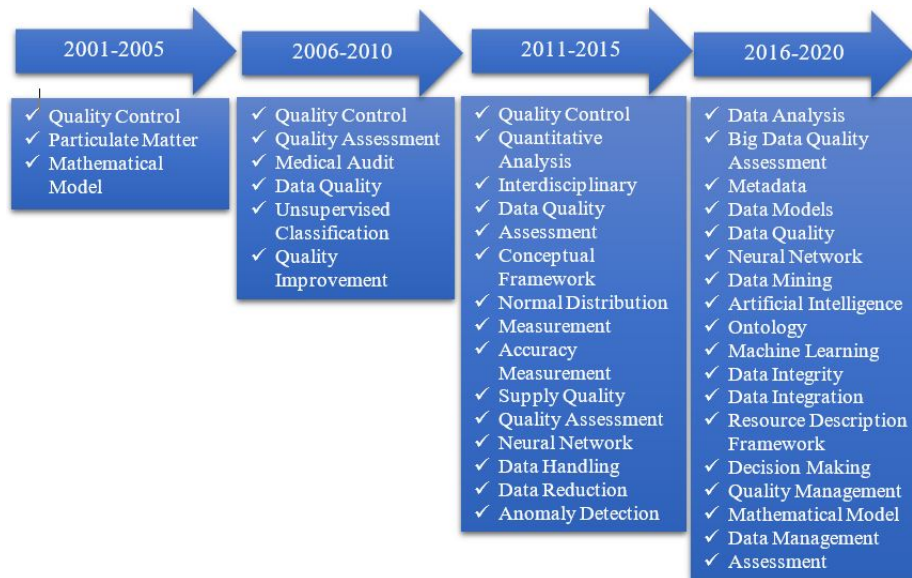 2001-2005
2006-2010
2011-2015
2016-2020
✓ Quality Control
✓ Particulate Matter
✓ Mathematical
Model
✓ Quality Control
✓ Quality Assessment
✓ Medical Audit
✓ Data Quality
✓ Unsupervised
Classification
✓ Quality
Improvement
✓ Quality Control
✓ Quantitative
Analysis
✓ Interdisciplinary
✓ Data Quality
✓ Assessment
✓ Conceptual
Framework
✓ Normal Distribution
✓ Measurement
✓ Accuracy
Measurement
✓ Supply Quality
✓ Quality Assessment
✓ Neural Network
✓ Data Handling
✓ Data Reduction
✓ Anomaly Detection
✓ Data Analysis
✓ Big Data Quality
Assessment
✓ Metadata
✓ Data Models
✓ Data Quality
✓ Neural Network
✓ Data Mining
✓ Artificial Intelligence
✓ Ontology
✓ Machine Learning
✓ Data Integrity
✓ Data Integration
✓ Resource Description
Framework
✓ Decision Making
✓ Quality Management
✓ Mathematical Model
✓ Data Management
✓ Assessment